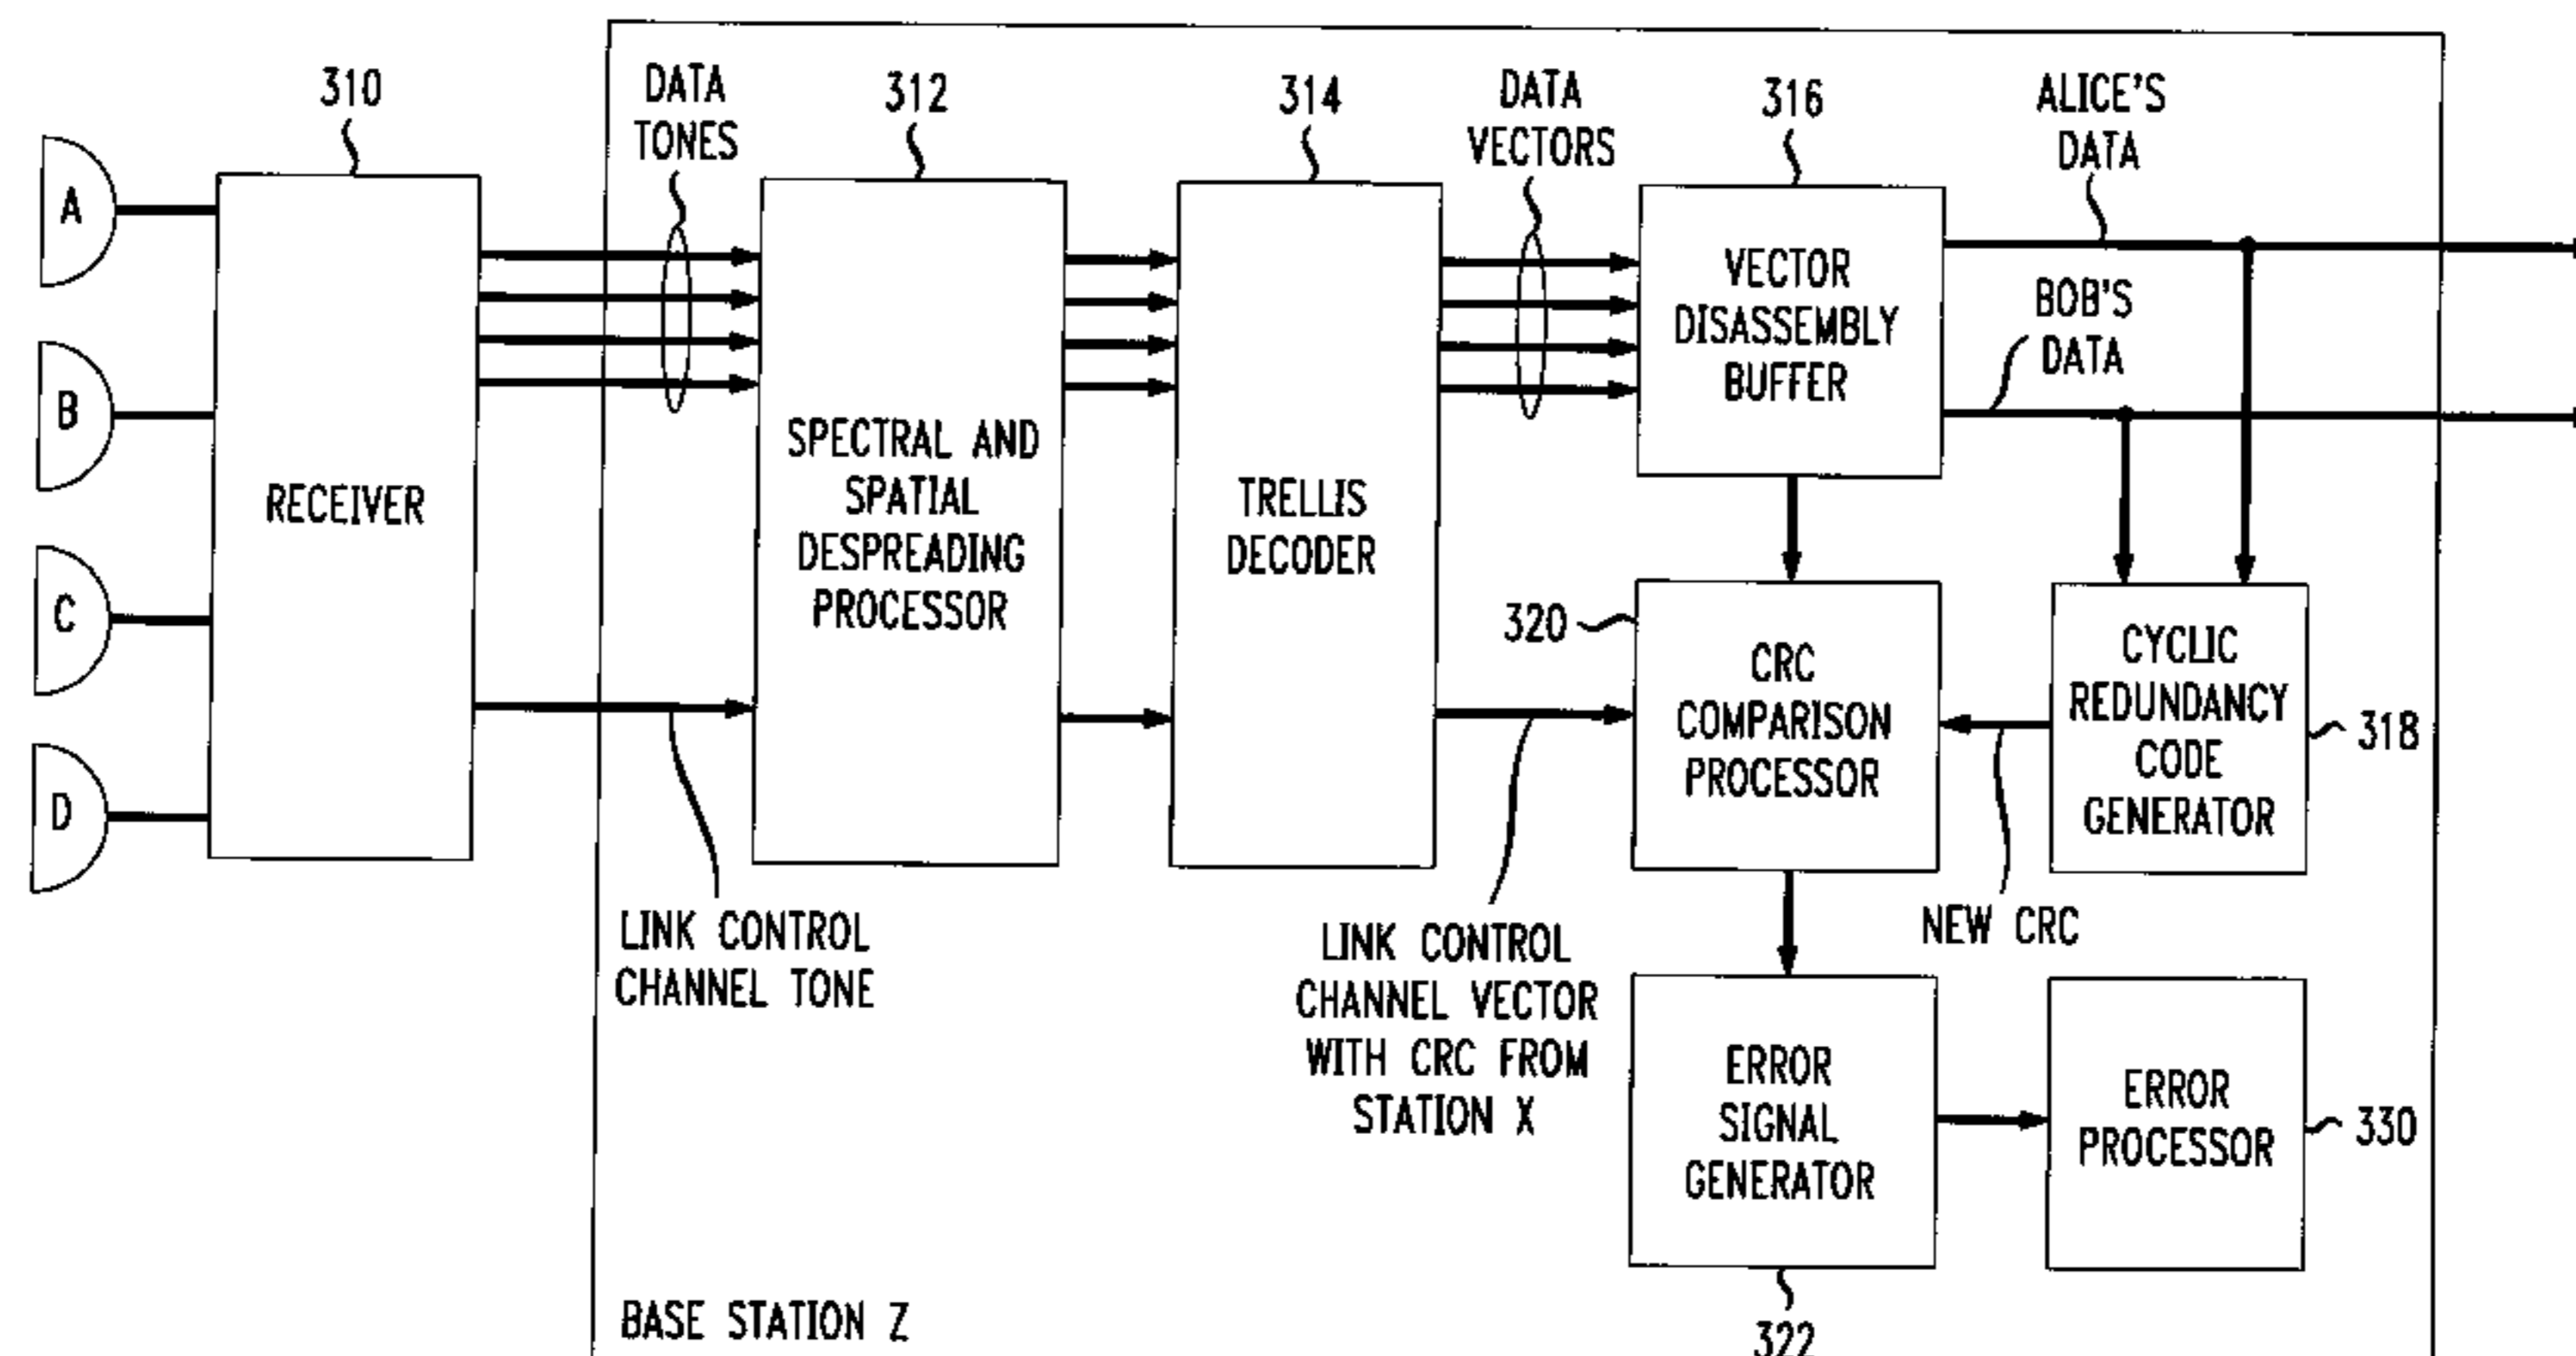 310
DATA
TONES
312
314
DATA
VECTORS
316
ALICE'S
DATA
A
B
C
D
RECEIVER
SPECTRAL AND
SPATIAL
DESPREADING
PROCESSOR
TRELLIS
DECODER
VECTOR
DISASSEMBLY
BUFFER
BOB'S
DATA
320
CRC
COMPARISON
PROCESSOR
CYCLIC
REDUNDANCY
CODE
GENERATOR
318
LINK CONTROL
CHANNEL TONE
LINK CONTROL
CHANNEL VECTOR
WITH CRC FROM
STATION X
NEW CRC
ERROR
SIGNAL
GENERATOR
ERROR
PROCESSOR
330
322
BASE STATION Z